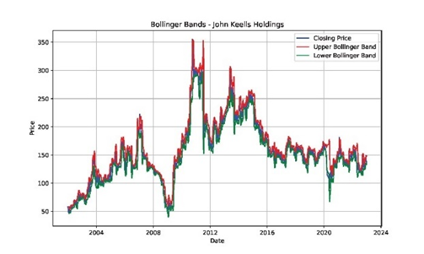 Bollinger Bands - John Keells Holdings
Closing Price
Upper Bollinger Band
Lower Bollinger Band
350
300
250
200
150
100
50
Price
2004
2008
2012
2016
2020
2024
Date